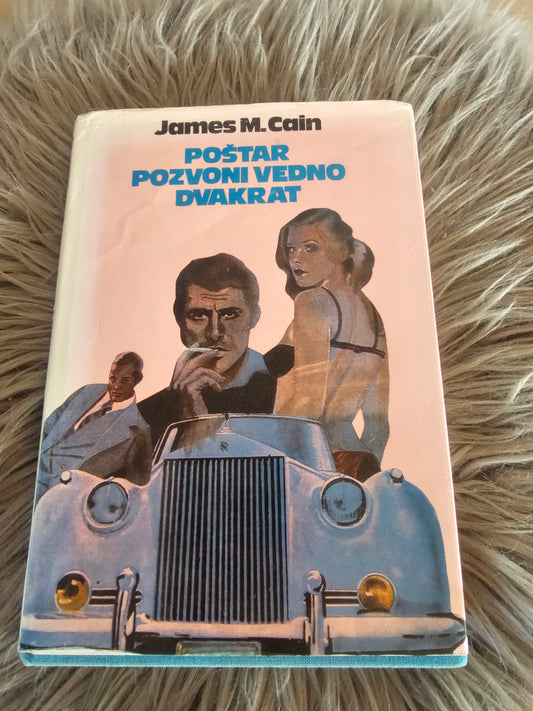 James M. Cain
POŠTAR
POZVONI VEDNO
DVAKRAT